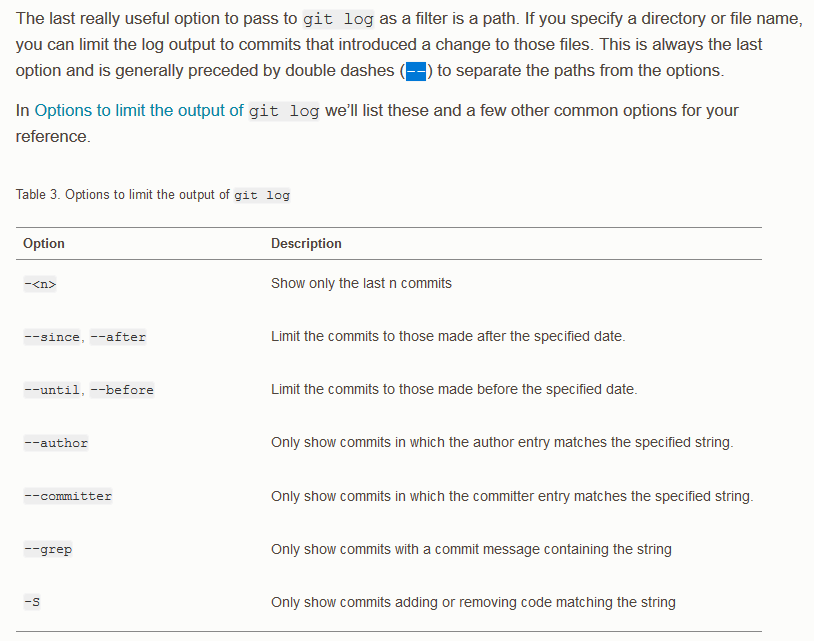 The last really useful option to pass to git log as a filter is a path. If you specify a directory or file name,
you can limit the log output to commits that introduced a change to those files. This is always the last
option and is generally preceded by double dashes (--) to separate the paths from the options.
In Options to limit the output of git log we’ll list these and a few other common options for your
reference.
Table 3. Options to limit the output of git log
Option Description
-<n> Show only the last n commits
--since, --after Limit the commits to those made after the specified date.
--until, --before Limit the commits to those made before the specified date.
--author Only show commits in which the author entry matches the specified string.
--committer Only show commits in which the committer entry matches the specified string.
--grep Only show commits with a commit message containing the string
-S Only show commits adding or removing code matching the string